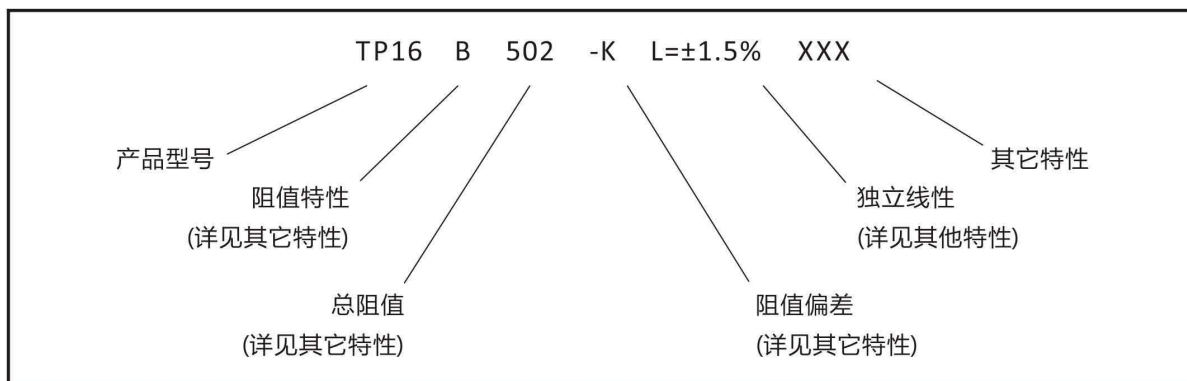 TP16 B 502 -K L=±1.5% XXX
产品型号
其它特性
阻值特性
(详见其它特性)
独立线性
(详见其他特性)
总阻值
(详见其它特性)
阻值偏差
(详见其它特性)